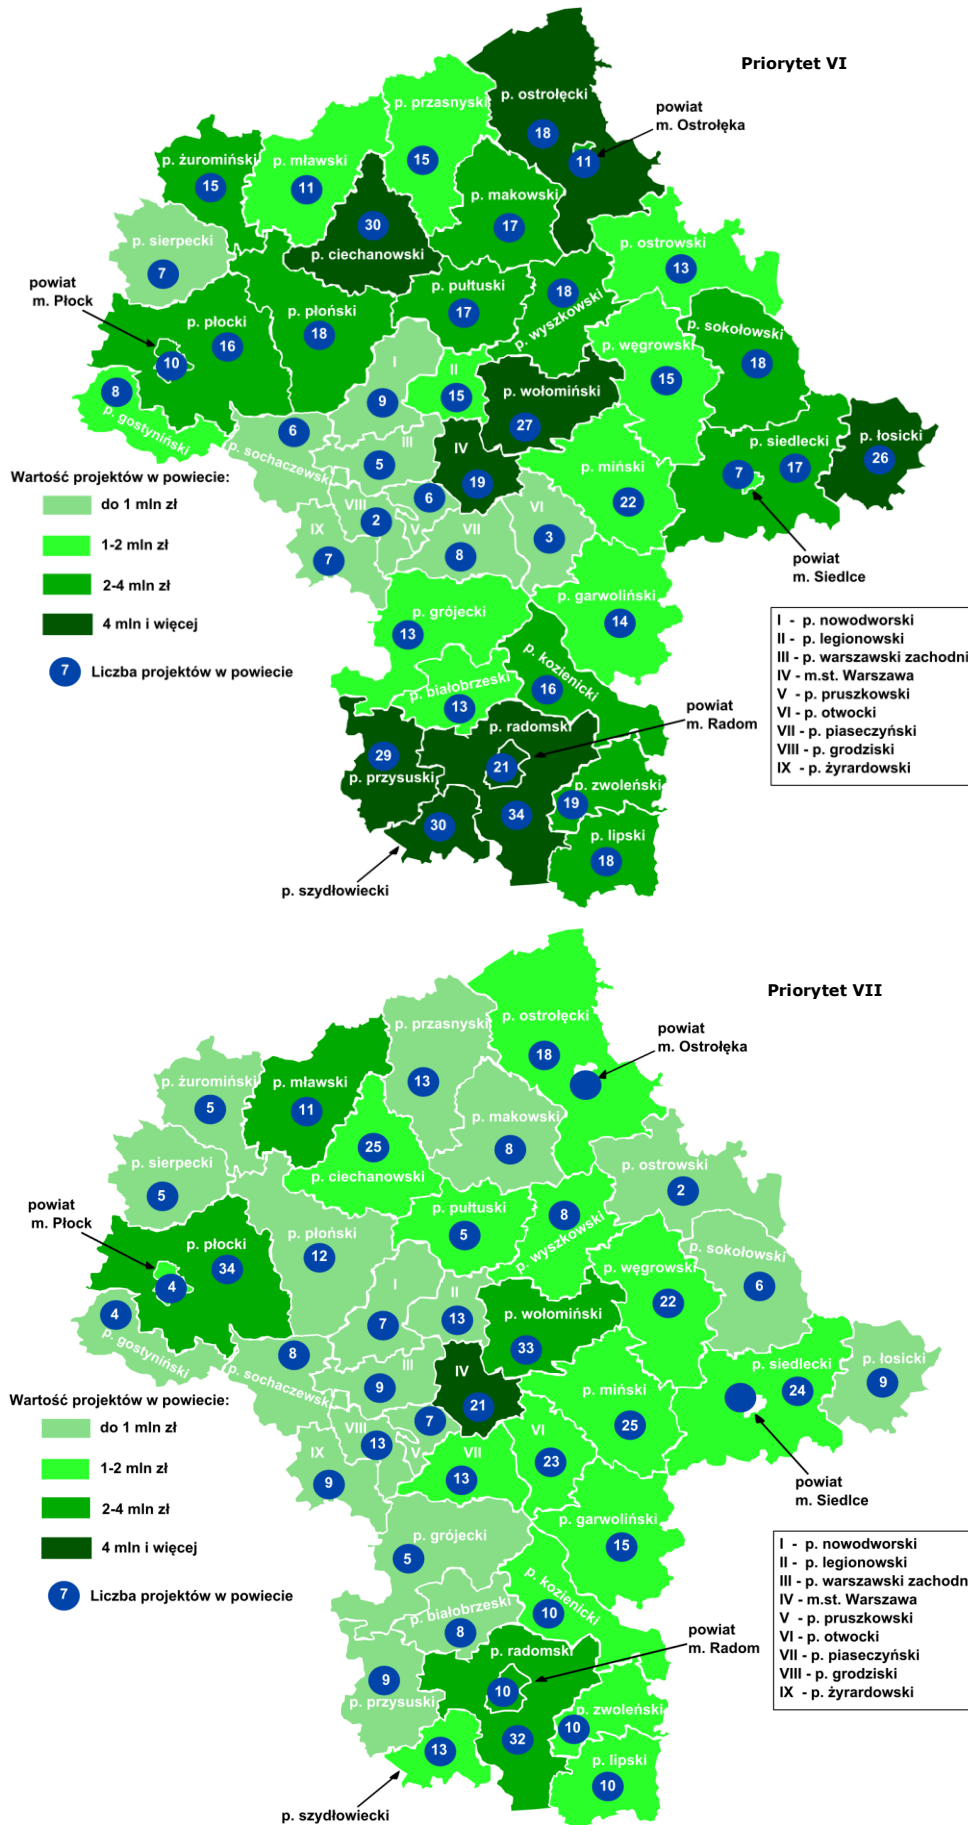 Priorytet VI
p. ostrołęcki
18
powiat
m. Ostrołęka
11
p. przasnyski
15
p. mławski
11
p. żuromiński
15
p. makowski
17
30
p. ciechanowski
p. sierpecki
7
p. ostrowski
13
powiat
m. Płock
p. płocki
16
10
p. płoński
18
p. pułtuski
17
18
p. wyszkowski
p. sokołowski
18
p. węgrowski
15
I
9
II
15
p. wołomiński
27
8
p. gostyniński
6
p. sochaczewski
III
5
IV
19
p. siedlecki
17
7
p. łosicki
26
p. miński
22
powiat
m. Siedlce
6
V
VIII
2
IX
7
VII
8
VI
3
Wartość projektów w powiecie:
do 1 mln zł
1-2 mln zł
2-4 mln zł
4 mln i więcej
7 Liczba projektów w powiecie
p. garwoliński
14
p. grójecki
13
p. kozienicki
16
p. białobrzeski
13
powiat
m. Radom
p. radomski
21
34
29
p. przysuski
30
p. szydłowiecki
p. zwoleński
19
p. lipski
18
I - p. nowodworski
II - p. legionowski
III - p. warszawski zachodni
IV - m.st. Warszawa
V - p. pruszkowski
VI - p. otwocki
VII - p. piaseczyński
VIII - p. grodziski
IX - p. żyrardowski
Priorytet VII
p. ostrołęcki
18
powiat
m. Ostrołęka
p. przasnyski
13
p. mławski
11
p. żuromiński
5
p. makowski
8
25
p. ciechanowski
p. sierpecki
5
p. ostrowski
2
powiat
m. Płock
p. płocki
34
4
p. płoński
12
p. pułtuski
5
8
p. wyszkowski
p. sokołowski
6
p. węgrowski
22
I
7
II
13
p. wołomiński
33
4
p. gostyniński
8
p. sochaczewski
III
9
IV
21
p. siedlecki
24
p. łosicki
9
p. miński
25
powiat
m. Siedlce
7
V
VIII
13
IX
9
VII
13
VI
23
Wartość projektów w powiecie:
do 1 mln zł
1-2 mln zł
2-4 mln zł
4 mln i więcej
7 Liczba projektów w powiecie
p. garwoliński
15
p. grójecki
5
p. kozienicki
10
p. białobrzeski
8
powiat
m. Radom
p. radomski
10
32
9
p. przysuski
13
p. szydłowiecki
p. zwoleński
10
p. lipski
10
I - p. nowodworski
II - p. legionowski
III - p. warszawski zachodn
IV - m.st. Warszawa
V - p. pruszkowski
VI - p. otwocki
VII - p. piaseczyński
VIII - p. grodziski
IX - p. żyrardowski